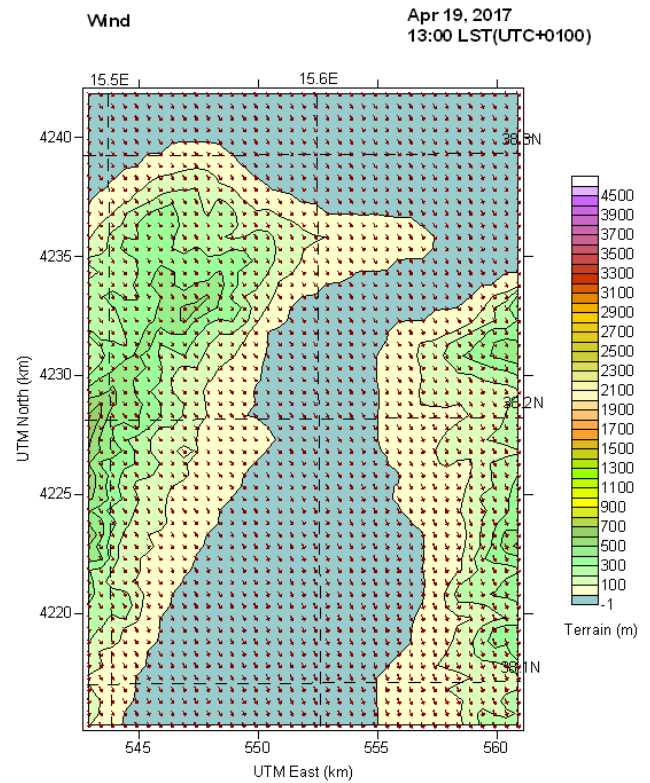 Wind
Apr 19, 2017
13:00 LST(UTC+0100)
15.5E
15.6E
4240
4235
4230
4225
4220
38.3N
38.2N
38.1N
545
550
555
560
UTM East (km)
UTM North (km)
4500
3900
3700
3500
3300
3100
2900
2700
2500
2300
2100
1900
1700
1500
1300
1100
900
700
500
300
100
-1
Terrain (m)